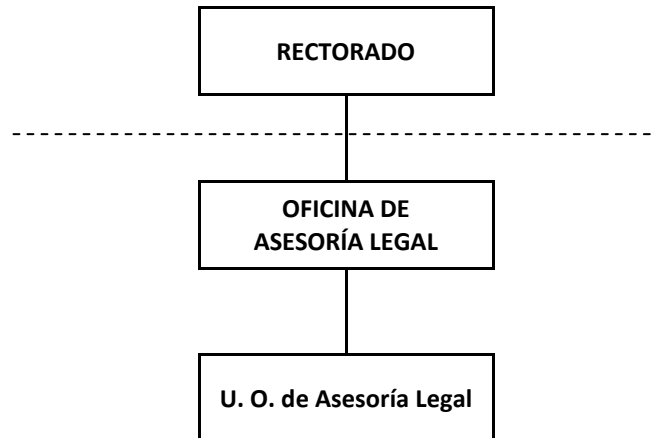 RECTORADO
OFICINA DE
ASESORÍA LEGAL
U. O. de Asesoría Legal